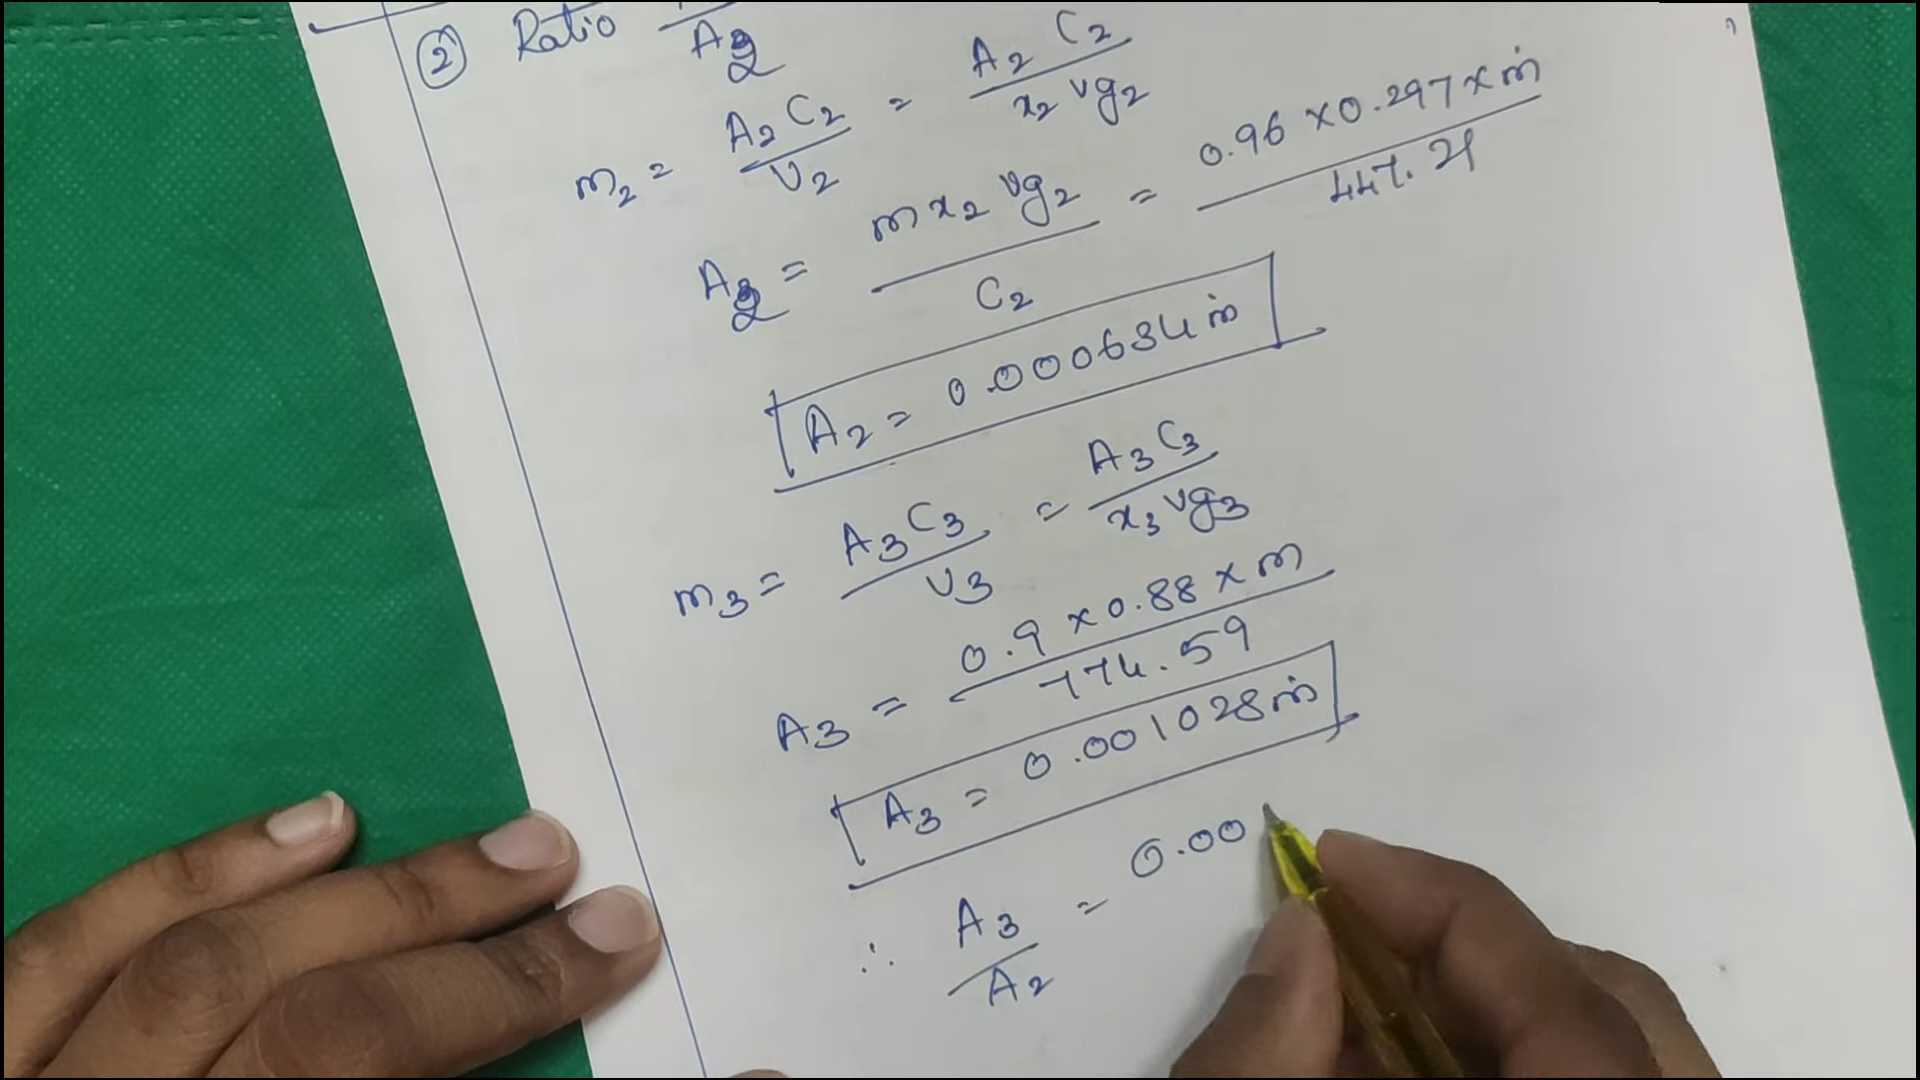 ② Ratio /A2
m2 = A2 C2 / V2 = A2 C2 / x2 vg2
A2 = m x2 vg2 / C2 = 0.96 × 0.297 × ṁ / 447.21
A2 = 0.000634 ṁ
m3 = A3 C3 / V3 = A3 C3 / x3 vg3
A3 = 0.9 × 0.88 × m / 774.59
A3 = 0.001028 ṁ
∴ A3 / A2 = 0.00